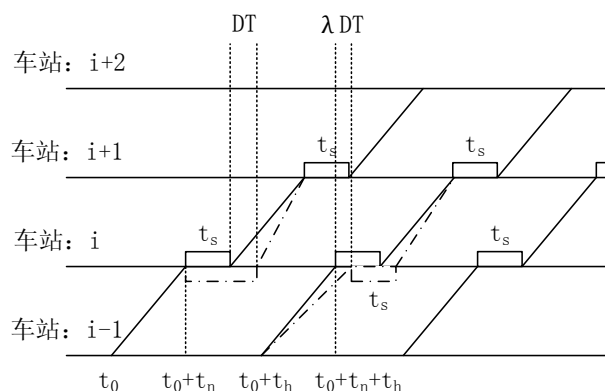 DT λDT
车站: i+2
t_s t_s
车站: i+1
t_s t_s
车站: i
t_s
车站: i-1
t_0 t_0+t_n t_0+t_h t_0+t_n+t_h